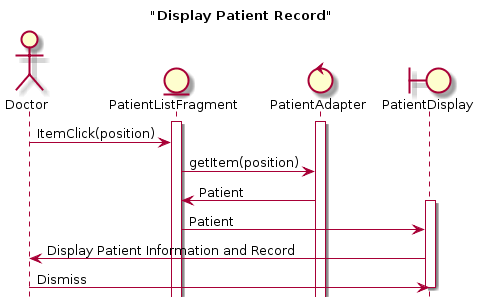 "Display Patient Record"
Doctor
PatientListFragment
PatientAdapter
PatientDisplay
ItemClick(position)
getItem(position)
Patient
Patient
Display Patient Information and Record
Dismiss